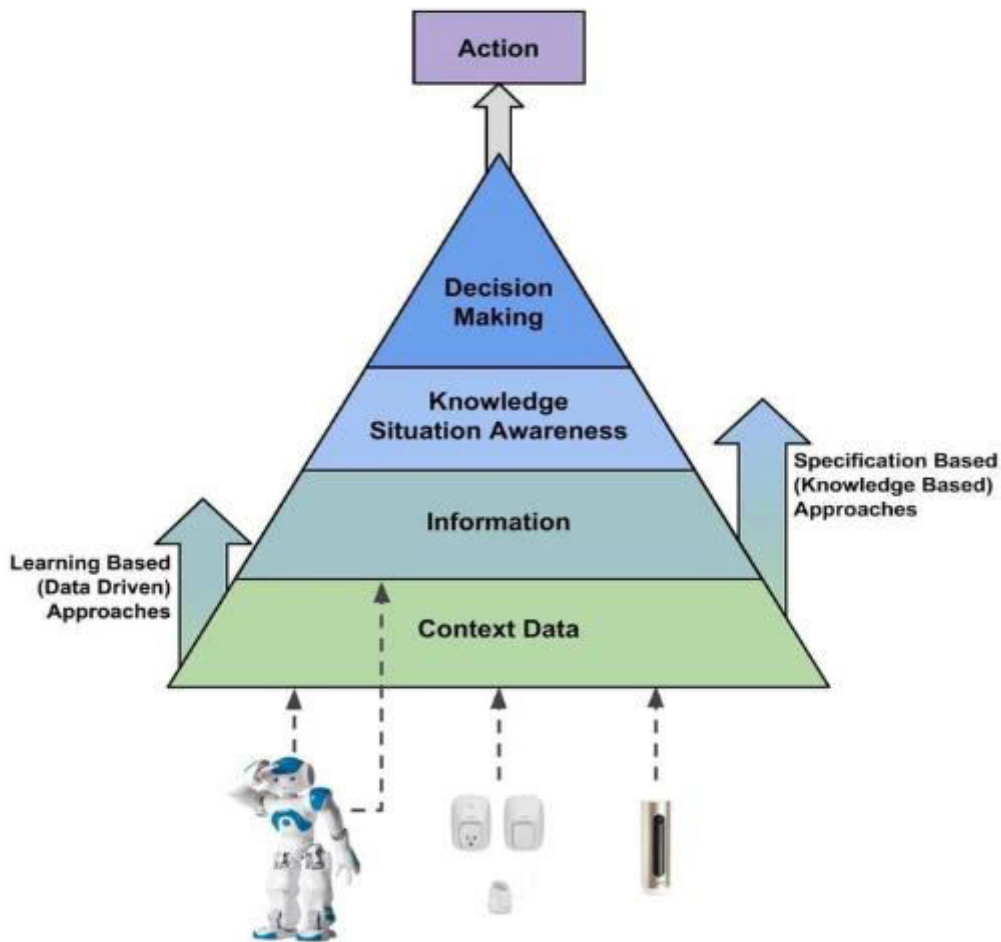 Action
Decision
Making
Knowledge
Situation Awareness
Specification Based
(Knowledge Based)
Approaches
Information
Learning Based
(Data Driven)
Approaches
Context Data